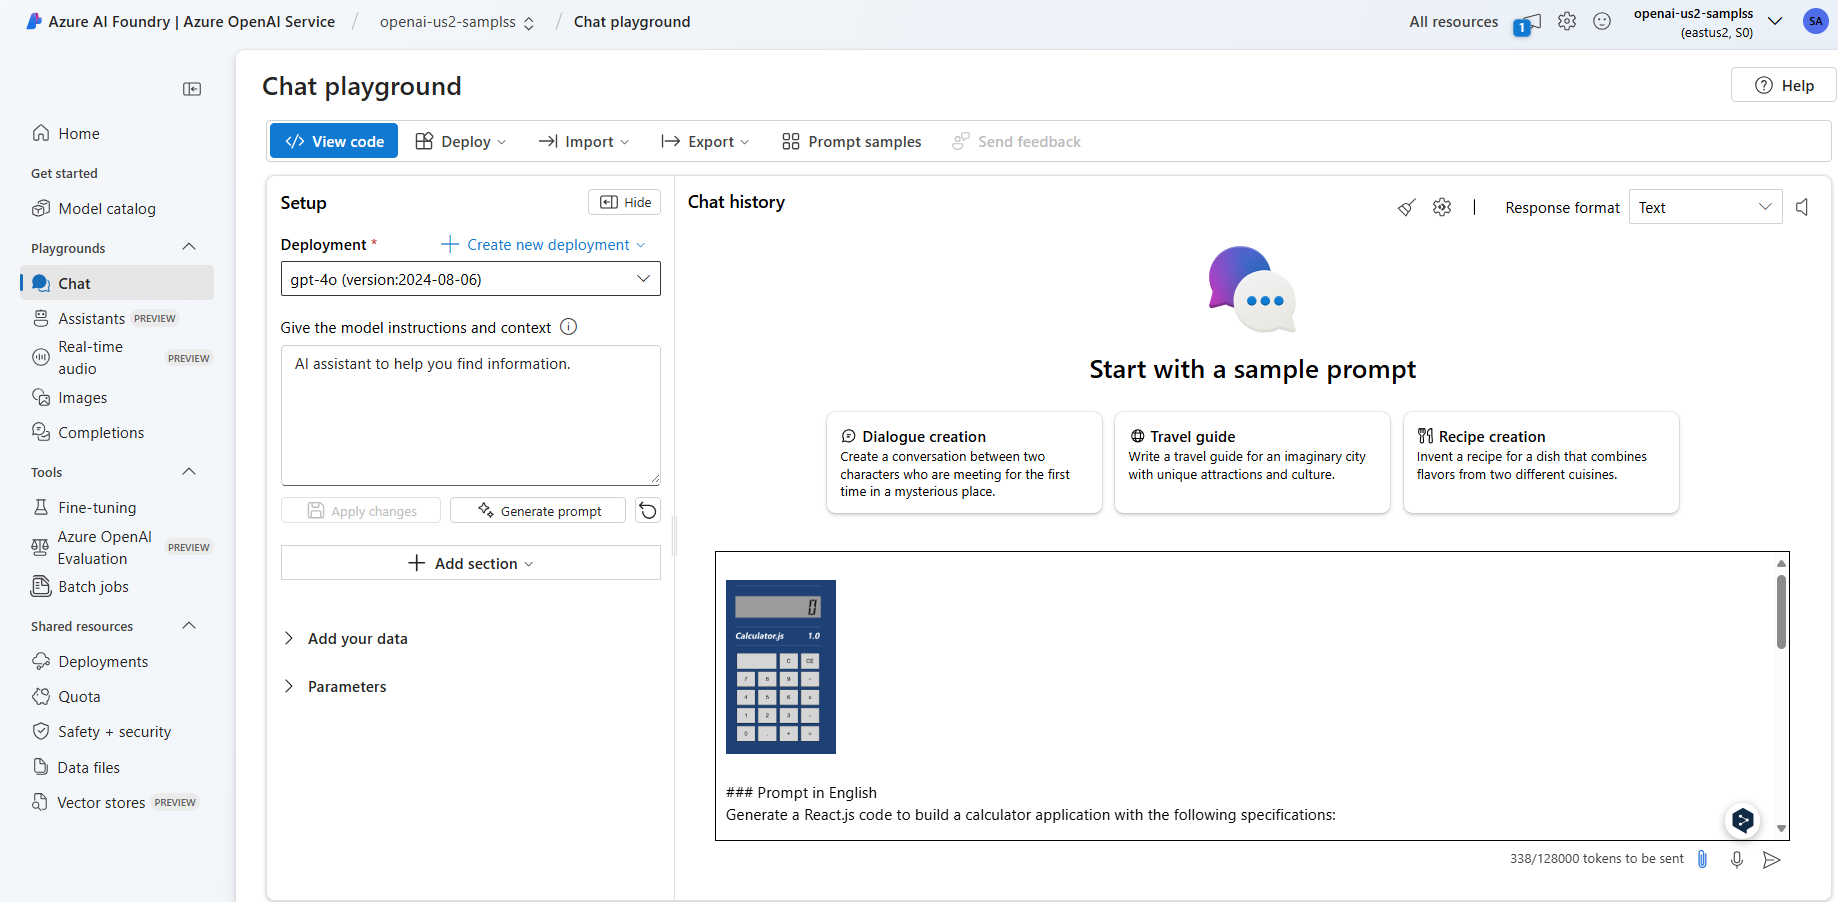 Azure AI Foundry | Azure OpenAI Service / openai-us2-samplss / Chat playground
All resources
1
openai-us2-samplss
(eastus2, S0)
SA
Chat playground
Help
Home
Get started
Model catalog
Playgrounds
Chat
Assistants PREVIEW
Real-time
audio
PREVIEW
Images
Completions
Tools
Fine-tuning
Azure OpenAI
Evaluation
PREVIEW
Batch jobs
Shared resources
Deployments
Quota
Safety + security
Data files
Vector stores PREVIEW
View code
Deploy
Import
Export
Prompt samples
Send feedback
Setup
Hide
Deployment *
Create new deployment
gpt-4o (version:2024-08-06)
Give the model instructions and context
AI assistant to help you find information.
Apply changes
Generate prompt
Add section
Add your data
Parameters
Chat history
Response format
Text
Start with a sample prompt
Dialogue creation
Create a conversation between two
characters who are meeting for the first
time in a mysterious place.
Travel guide
Write a travel guide for an imaginary city
with unique attractions and culture.
Recipe creation
Invent a recipe for a dish that combines
flavors from two different cuisines.
0
Calculator.js 1.0
C CE
7 8 9
4 5 6
1 2 3 -
0 . +
### Prompt in English
Generate a React.js code to build a calculator application with the following specifications:
338/128000 tokens to be sent